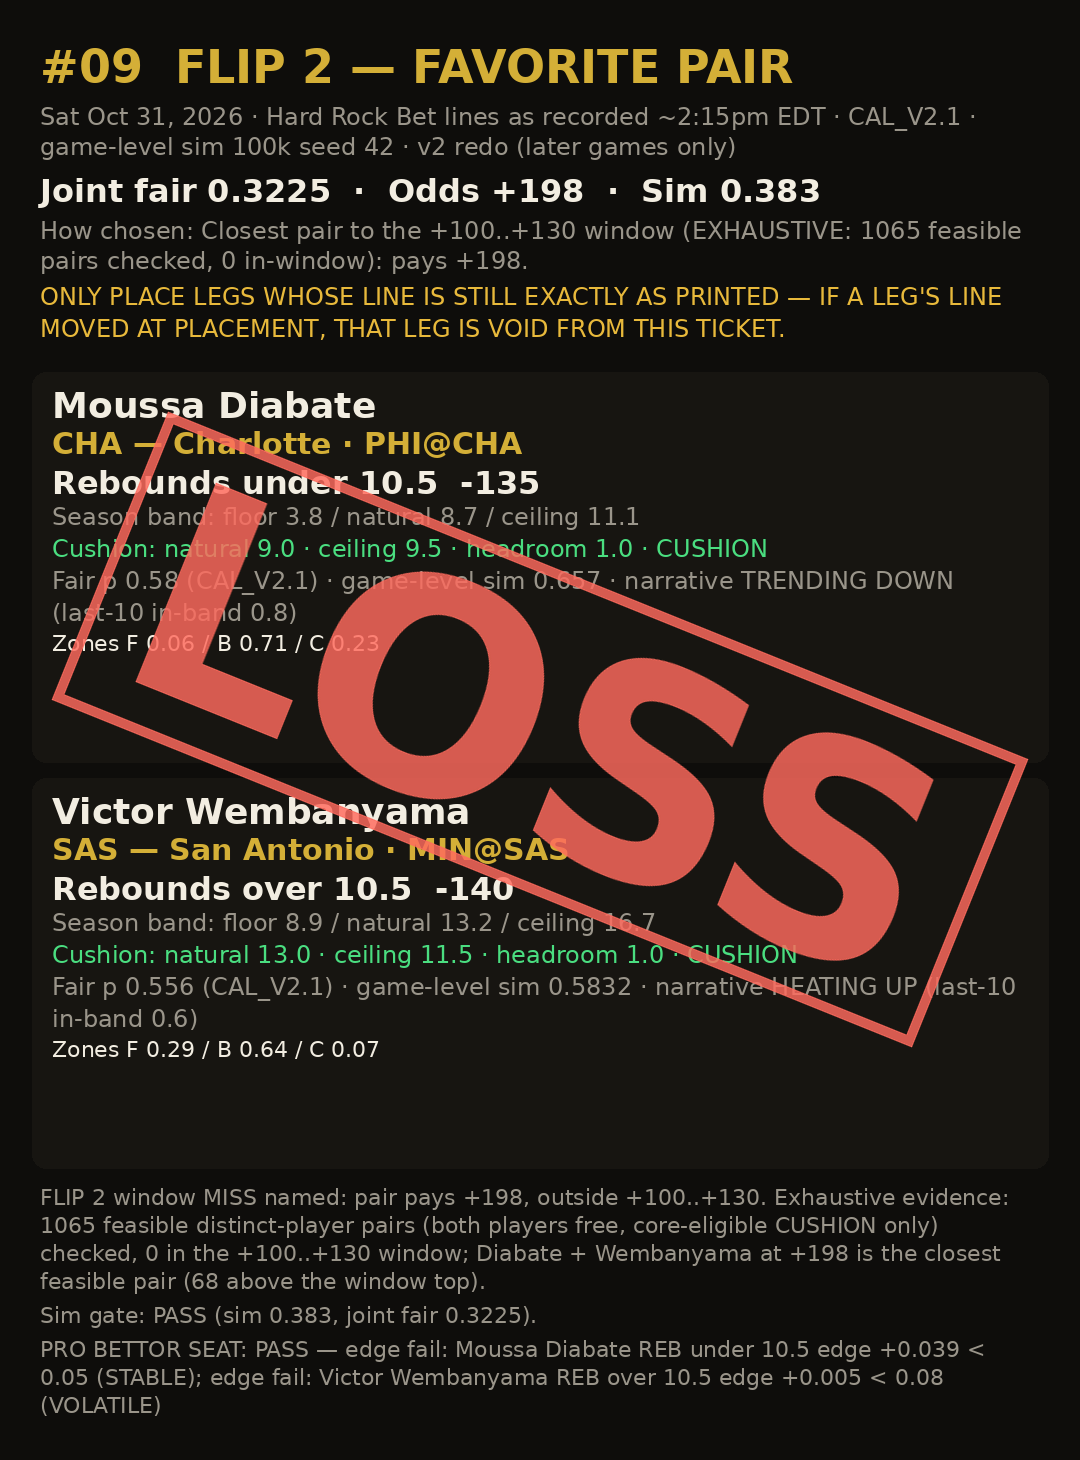 #09  FLIP 2 — FAVORITE PAIR
Sat Oct 31, 2026 · Hard Rock Bet lines as recorded ~2:15pm EDT · CAL_V2.1 ·
game-level sim 100k seed 42 · v2 redo (later games only)
Joint fair 0.3225  ·  Odds +198  ·  Sim 0.383
How chosen: Closest pair to the +100..+130 window (EXHAUSTIVE: 1065 feasible
pairs checked, 0 in-window): pays +198.
ONLY PLACE LEGS WHOSE LINE IS STILL EXACTLY AS PRINTED — IF A LEG'S LINE
MOVED AT PLACEMENT, THAT LEG IS VOID FROM THIS TICKET.
Moussa Diabate
CHA — Charlotte · PHI@CHA
Rebounds under 10.5  -135
Season band: floor 3.8 / natural 8.7 / ceiling 11.1
Cushion: natural 9.0 · ceiling 9.5 · headroom 1.0 · CUSHION
Fair p 0.58 (CAL_V2.1) · game-level sim 0.657 · narrative TRENDING DOWN
(last-10 in-band 0.8)
Zones F 0.06 / B 0.71 / C 0.23
LOSS
Victor Wembanyama
SAS — San Antonio · MIN@SAS
Rebounds over 10.5  -140
Season band: floor 8.9 / natural 13.2 / ceiling 16.7
Cushion: natural 13.0 · ceiling 11.5 · headroom 1.0 · CUSHION
Fair p 0.556 (CAL_V2.1) · game-level sim 0.5832 · narrative HEATING UP (last-10
in-band 0.6)
Zones F 0.29 / B 0.64 / C 0.07
FLIP 2 window MISS named: pair pays +198, outside +100..+130. Exhaustive evidence:
1065 feasible distinct-player pairs (both players free, core-eligible CUSHION only)
checked, 0 in the +100..+130 window; Diabate + Wembanyama at +198 is the closest
feasible pair (68 above the window top).
Sim gate: PASS (sim 0.383, joint fair 0.3225).
PRO BETTOR SEAT: PASS — edge fail: Moussa Diabate REB under 10.5 edge +0.039 <
0.05 (STABLE); edge fail: Victor Wembanyama REB over 10.5 edge +0.005 < 0.08
(VOLATILE)